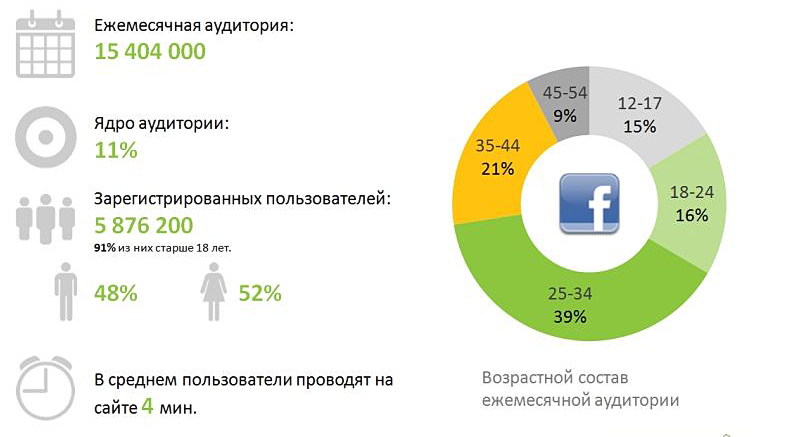 Ежемесячная аудитория:
15 404 000
Ядро аудитории:
11%
Зарегистрированных пользователей:
5 876 200
91% из них старше 18 лет.
48%
52%
В среднем пользователи проводят на
сайте 4 мин.
45-54
9%
12-17
15%
35-44
21%
18-24
16%
25-34
39%
f
Возрастной состав
ежемесячной аудитории